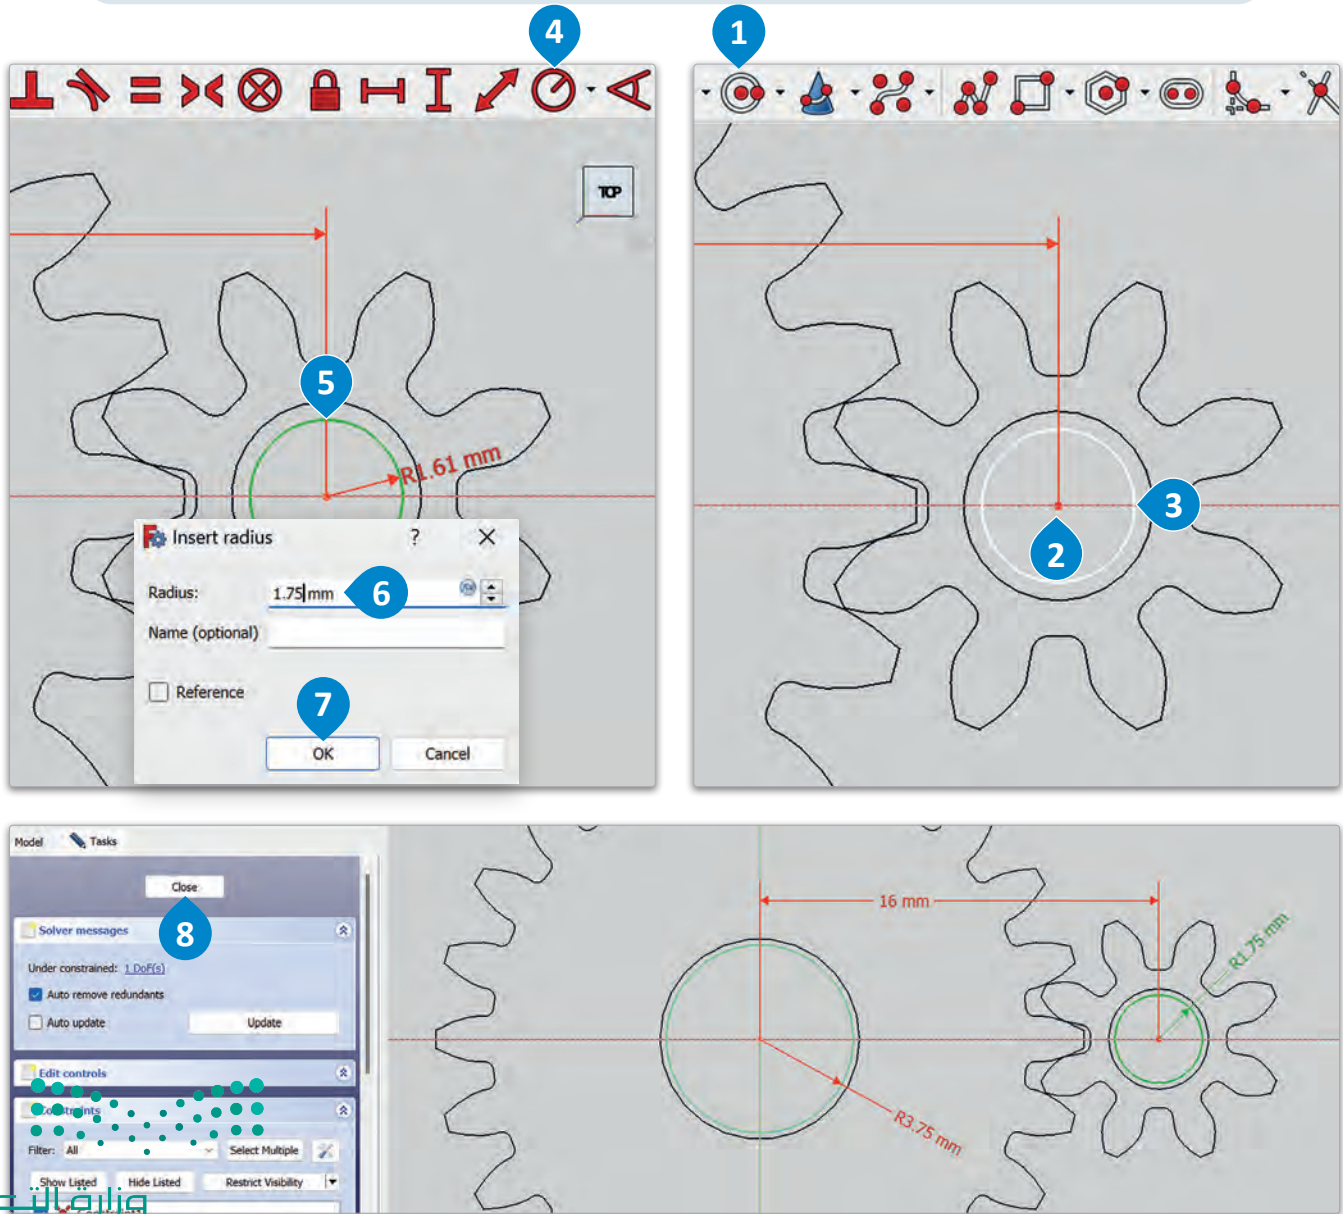 4
1
TOP
5
R1.61 mm
3
2
Insert radius
?
Radius:
1.75 mm
6
Name (optional)
Reference
7
OK
Cancel
Model
Tasks
Close
8
Solver messages
Under constrained:
1 DoF(s)
Auto remove redundants
Auto update
Update
Edit controls
Constraints
Filter:
All
Select Multiple
Show Listed
Hide Listed
Restrict Visibility
16 mm
R1.75 mm
R3.75 mm